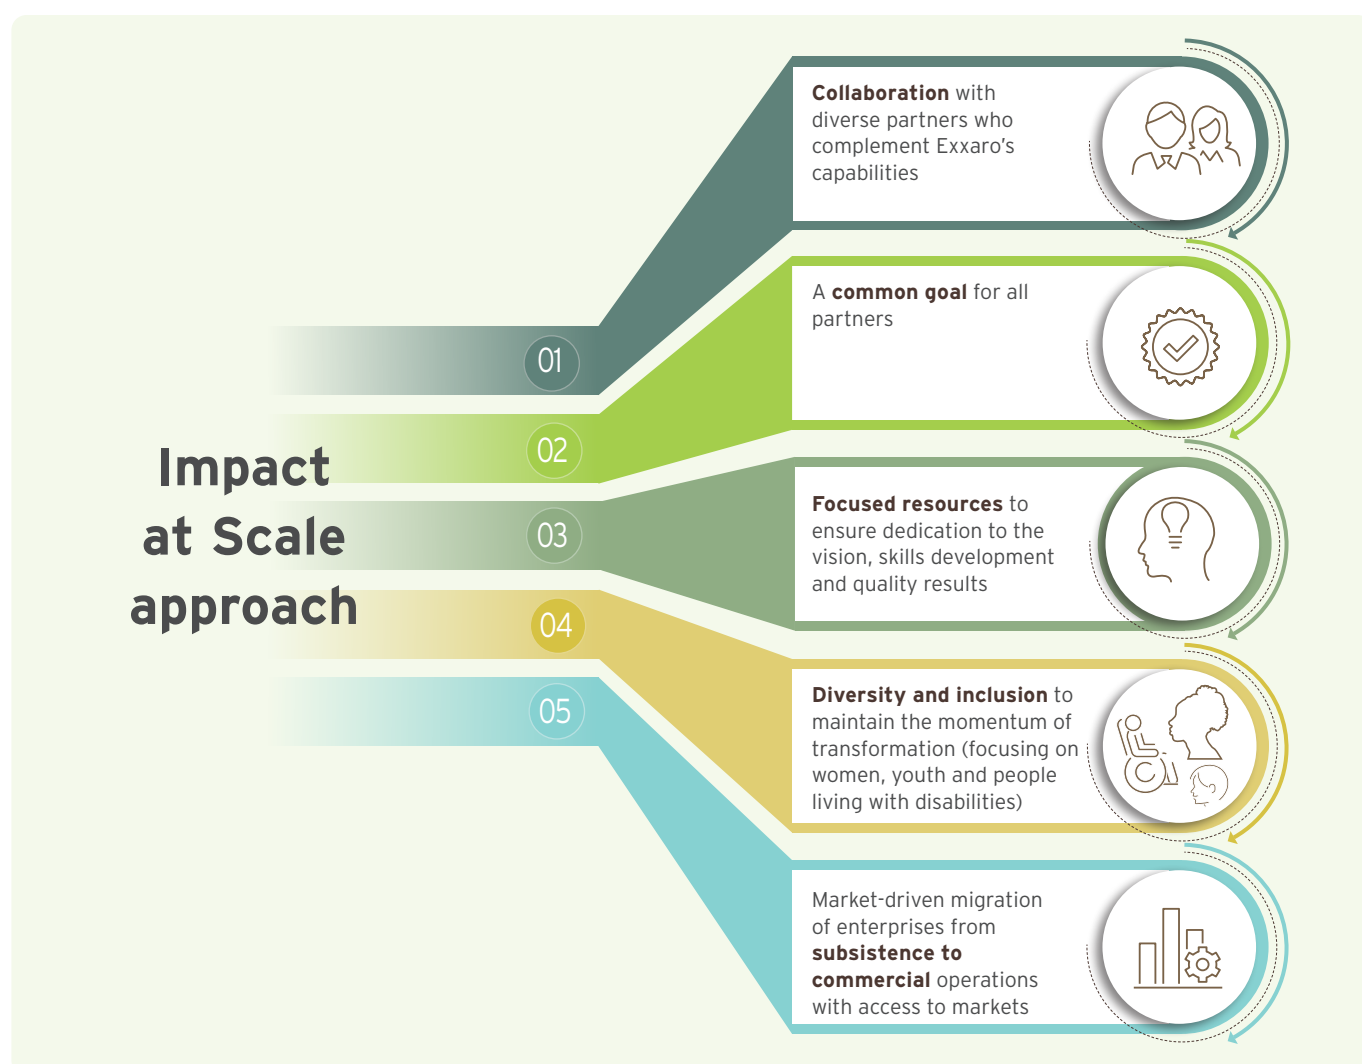 Impact
at Scale
approach
01
Collaboration with
diverse partners who
complement Exxaro’s
capabilities
02
A common goal for all
partners
03
Focused resources to
ensure dedication to the
vision, skills development
and quality results
04
Diversity and inclusion to
maintain the momentum of
transformation (focusing on
women, youth and people
living with disabilities)
05
Market-driven migration
of enterprises from
subsistence to
commercial operations
with access to markets